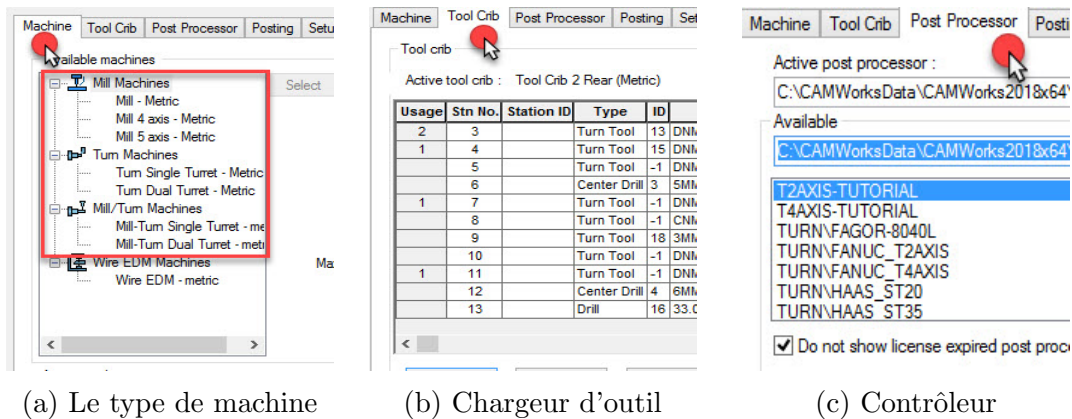 Machine Tool Crib Post Processor Posting Setu
Available machines
Mill Machines
Select
Mill - Metric
Mill 4 axis - Metric
Mill 5 axis - Metric
Turn Machines
Turn Single Turret - Metric
Turn Dual Turret - Metric
Mill/Turn Machines
Mill-Turn Single Turret - me
Mill-Turn Dual Turret - metr
Wire EDM Machines
Ma
Wire EDM - metric
(a) Le type de machine
Machine Tool Crib Post Processor Posting Set
Tool crib
Active tool crib : Tool Crib 2 Rear (Metric)
Usage Stn No. Station ID Type ID
2 3 Turn Tool 13 DNM
1 4 Turn Tool 15 DNM
5 Turn Tool -1 DNM
6 Center Drill 3 5MM
1 7 Turn Tool -1 DNM
8 Turn Tool -1 CNM
9 Turn Tool 18 3MM
10 Turn Tool -1 DNM
1 11 Turn Tool -1 DNM
12 Center Drill 4 6MM
13 Drill 16 33.0
(b) Chargeur d'outil
Machine Tool Crib Post Processor Posti
Active post processor :
C:\CAMWorksData\CAMWorks2018x64\
Available
C:\CAMWorksData\CAMWorks2018x64\
T2AXIS-TUTORIAL
T4AXIS-TUTORIAL
TURN\FAGOR-8040L
TURN\FANUC_T2AXIS
TURN\FANUC_T4AXIS
TURN\HAAS_ST20
TURN\HAAS_ST35
Do not show license expired post proce
(c) Contrôleur